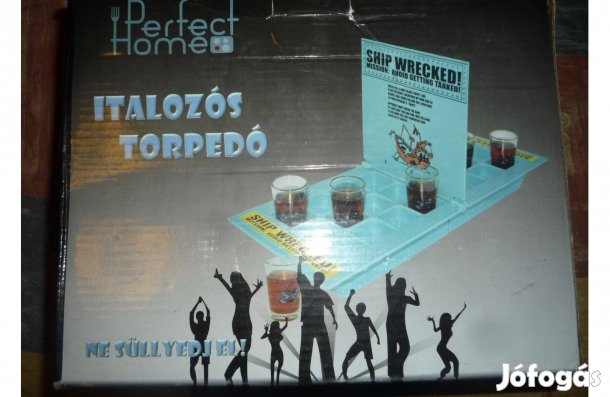 Perfect
Home
ITALOZÓS
TORPEDÓ
SHIP WRECKED!
MISSION: AVOID GETTING TANKED!
SHIP WRECKED!
NE SÜLLYEDJ EL!
Jófogás